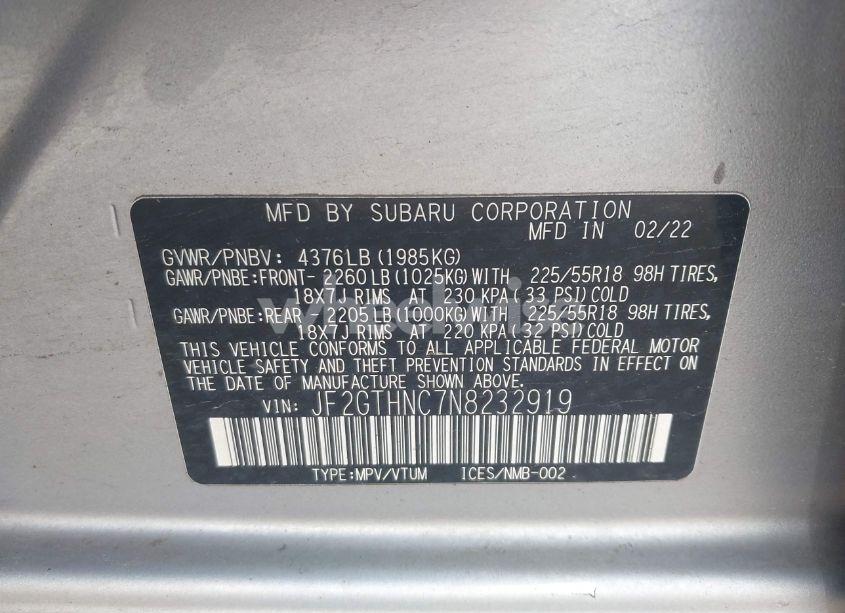 MFD BY SUBARU CORPORATION
MFD IN 02/22
GVWR/PNBV: 4376LB (1985KG)
GAWR/PNBE:FRONT- 2260LB (1025KG) WITH 225/55R18 98H TIRES,
18X7J RIMS AT 230 KPA (33 PSI) COLD
GAWR/PNBE:REAR - 2205LB (1000KG) WITH 225/55R18 98H TIRES,
18X7J RIMS AT 220 KPA (32 PSI) COLD
THIS VEHICLE CONFORMS TO ALL APPLICABLE FEDERAL MOTOR
VEHICLE SAFETY AND THEFT PREVENTION STANDARDS IN EFFECT ON
THE DATE OF MANUFACTURE SHOWN ABOVE.
VIN: JF2GTHNC7N8232919
TYPE:MPV/VTUM ICES/NMB-002